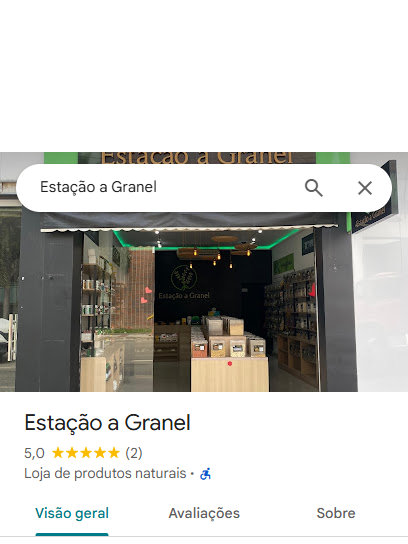 Estação a Granel
Estação a Granel
Estação a Granel
Estação a Granel
Estação a Granel
5,0 (2)
Loja de produtos naturais •
Visão geral
Avaliações
Sobre